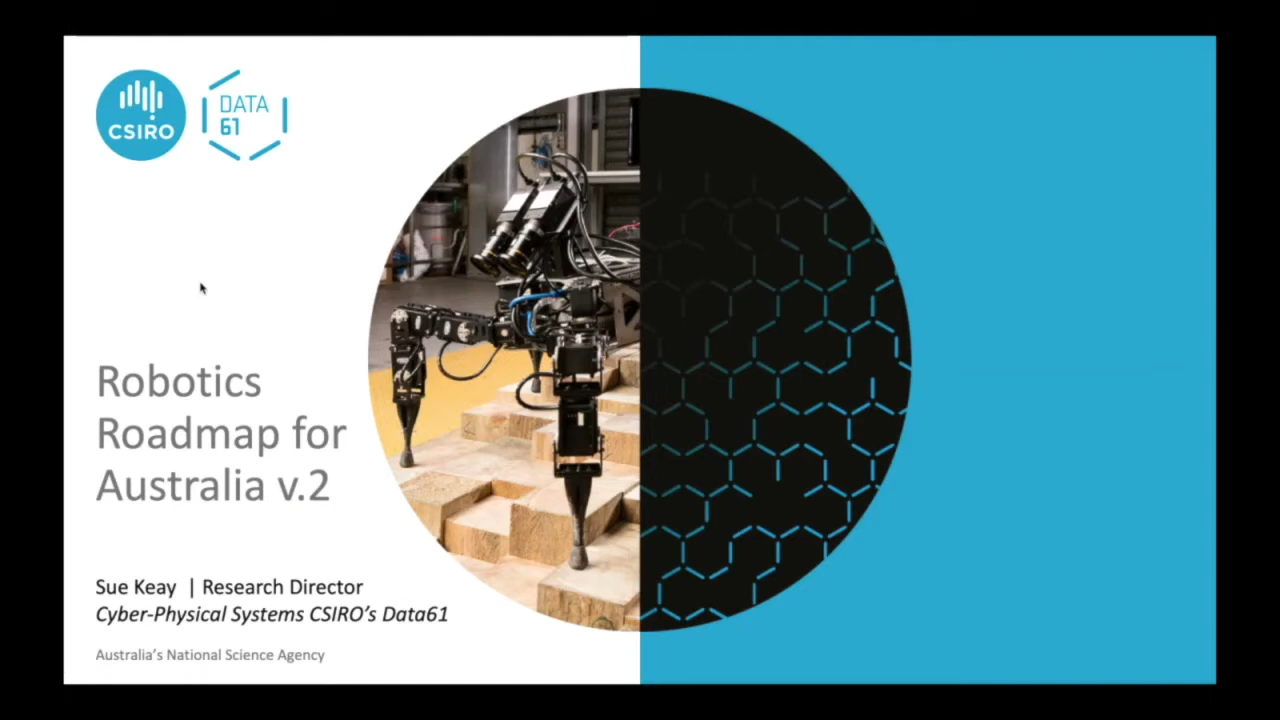 CSIRO
DATA
61
Robotics
Roadmap for
Australia v.2
Sue Keay | Research Director
Cyber-Physical Systems CSIRO's Data61
Australia's National Science Agency